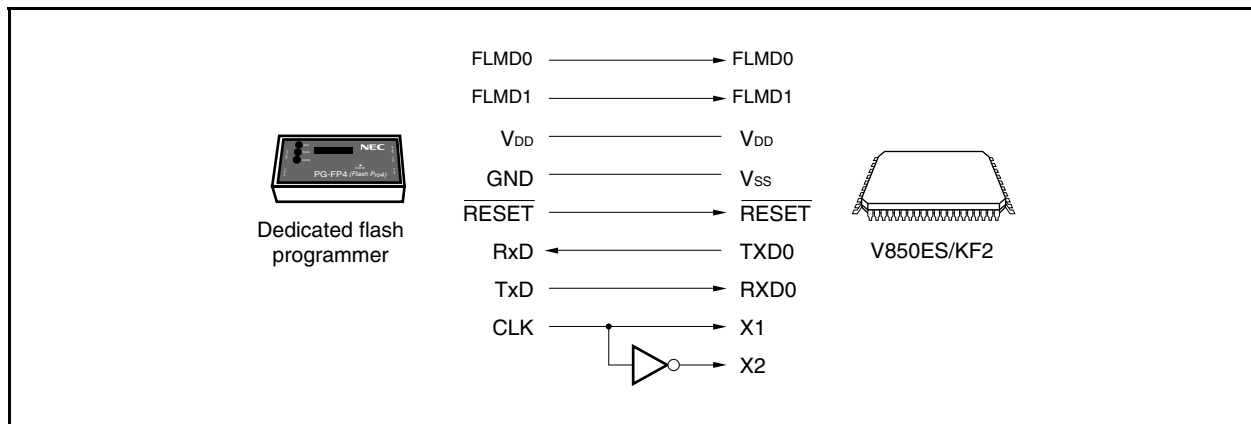 FLMD0 FLMD0
FLMD1 FLMD1
VDD VDD
NEC
PG-FP4 (Flash Pro4)
GND VSS
RESET RESET
Dedicated flash
programmer
RxD TXD0
V850ES/KF2
TxD RXD0
CLK X1
X2